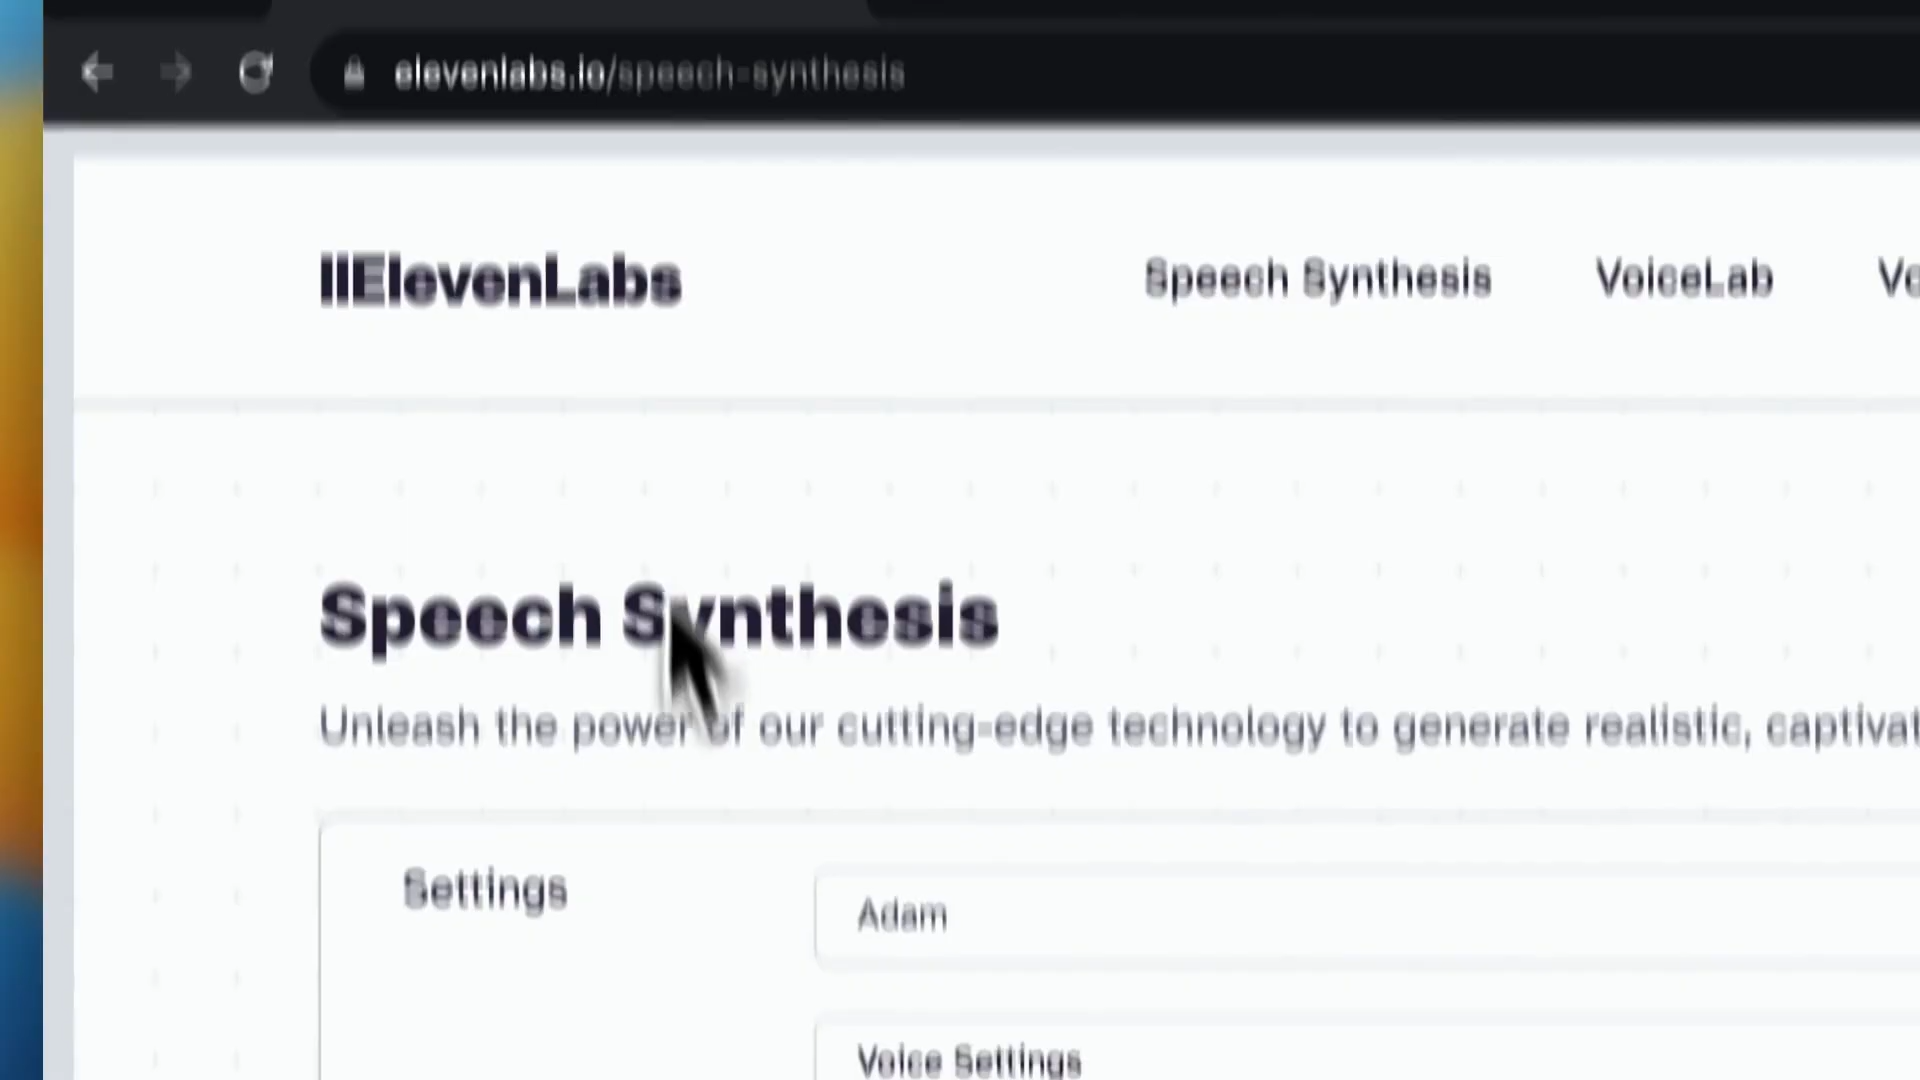 elevenlabs.io/speech-synthesis
IIElevenLabs
Speech Synthesis
VoiceLab
Speech Synthesis
Unleash the power of our cutting-edge technology to generate realistic,
Settings
Adam
Voice Settings